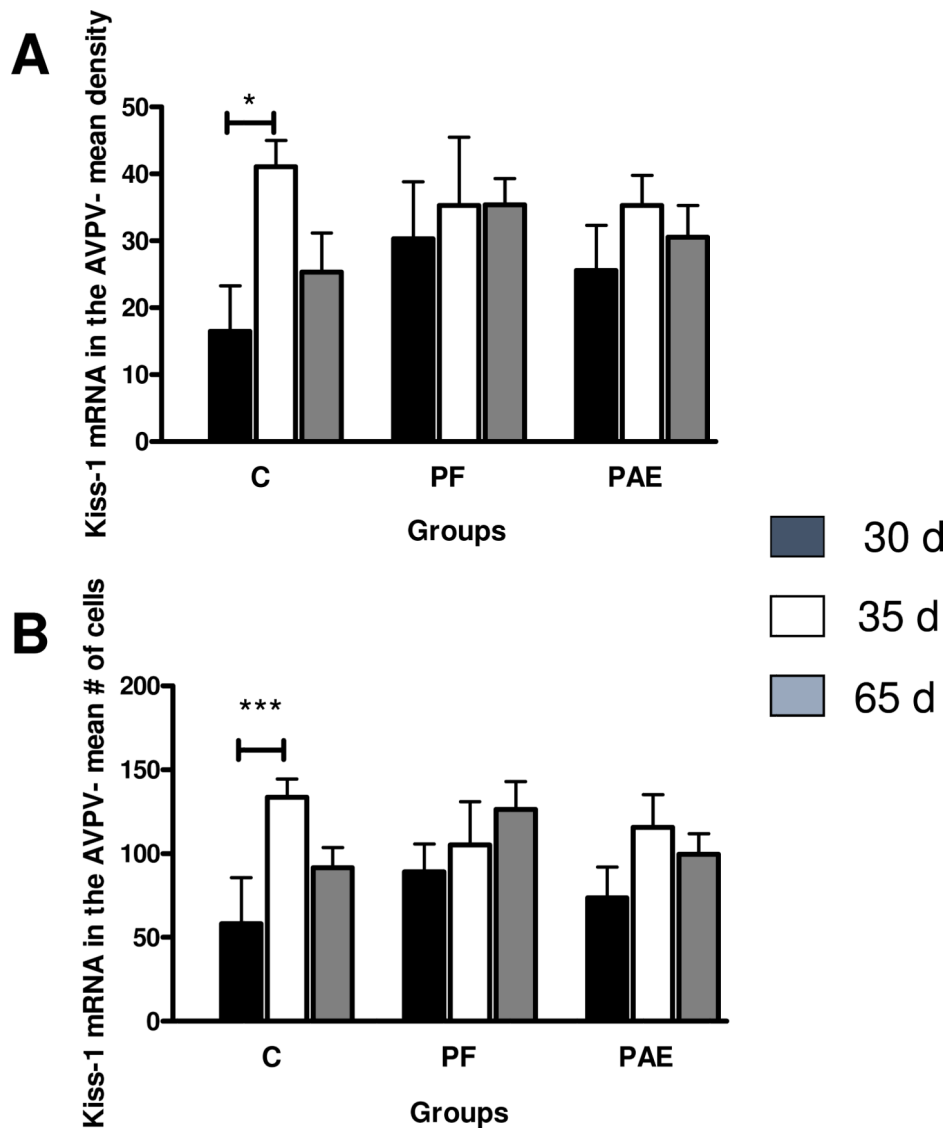 A
Kiss-1 mRNA in the AVPV- mean density
*
50
40
30
20
10
0
C PF PAE
Groups
30 d
35 d
65 d
B
Kiss-1 mRNA in the AVPV- mean # of cells
***
200
150
100
50
0
C PF PAE
Groups